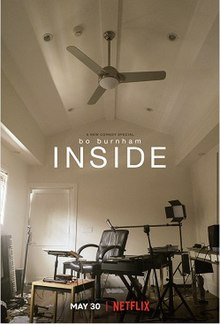 A NEW COMEDY SPECIAL
bo burnham
INSIDE
MAY 30 | NETFLIX